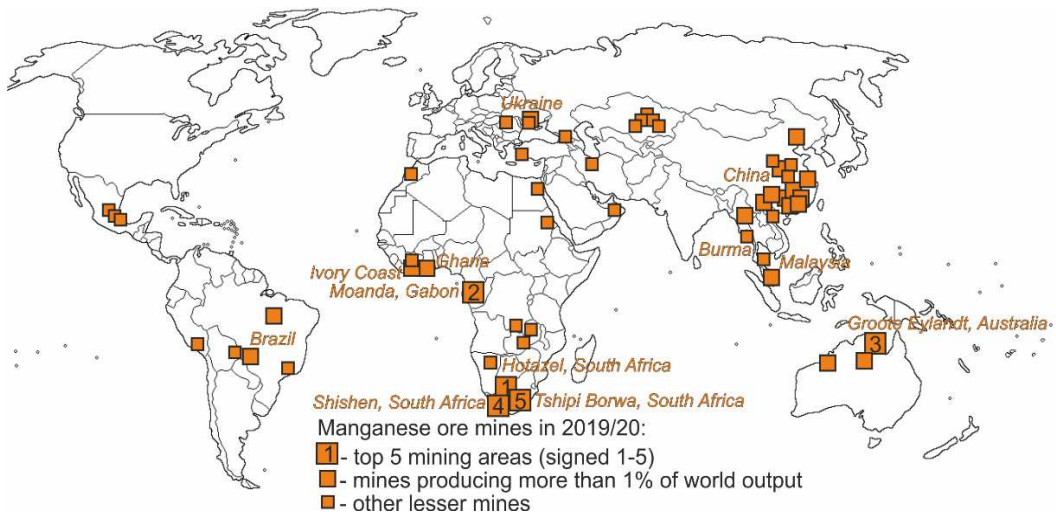 Ukraine
China
Burma
Malaysia
Ghana
Ivory Coast
Moanda, Gabon
2
Brazil
Groote Eylandt, Australia
3
Hotazel, South Africa
1
Shishen, South Africa
4
5
Tshipi Borwa, South Africa
Manganese ore mines in 2019/20:
1 - top 5 mining areas (signed 1-5)
- mines producing more than 1% of world output
- other lesser mines